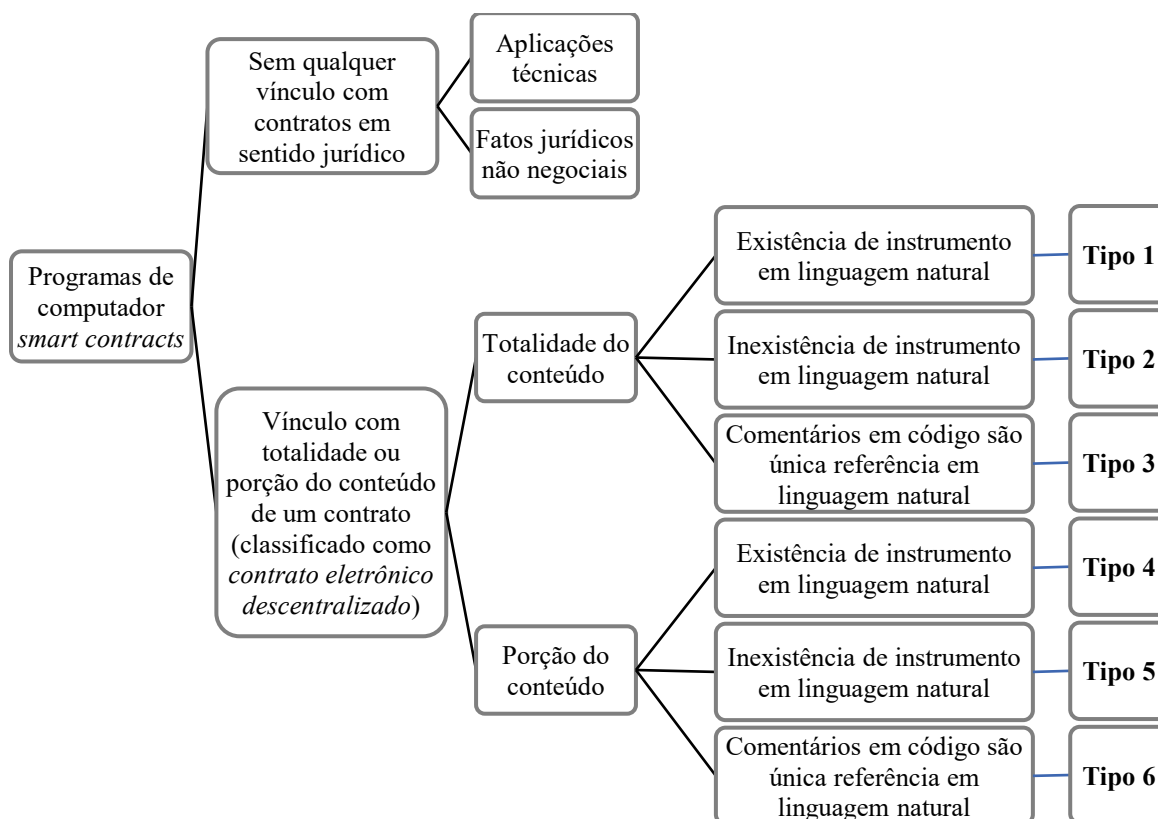 Aplicações
técnicas
Sem qualquer
vínculo com
contratos em
sentido jurídico
Fatos jurídicos
não negociais
Existência de instrumento
em linguagem natural
Tipo 1
Programas de
computador
smart contracts
Totalidade do
conteúdo
Inexistência de instrumento
em linguagem natural
Tipo 2
Vínculo com
totalidade ou
porção do conteúdo
de um contrato
(classificado como
contrato eletrônico
descentralizado)
Comentários em código são
única referência em
linguagem natural
Tipo 3
Existência de instrumento
em linguagem natural
Tipo 4
Porção do
conteúdo
Inexistência de instrumento
em linguagem natural
Tipo 5
Comentários em código são
única referência em
linguagem natural
Tipo 6